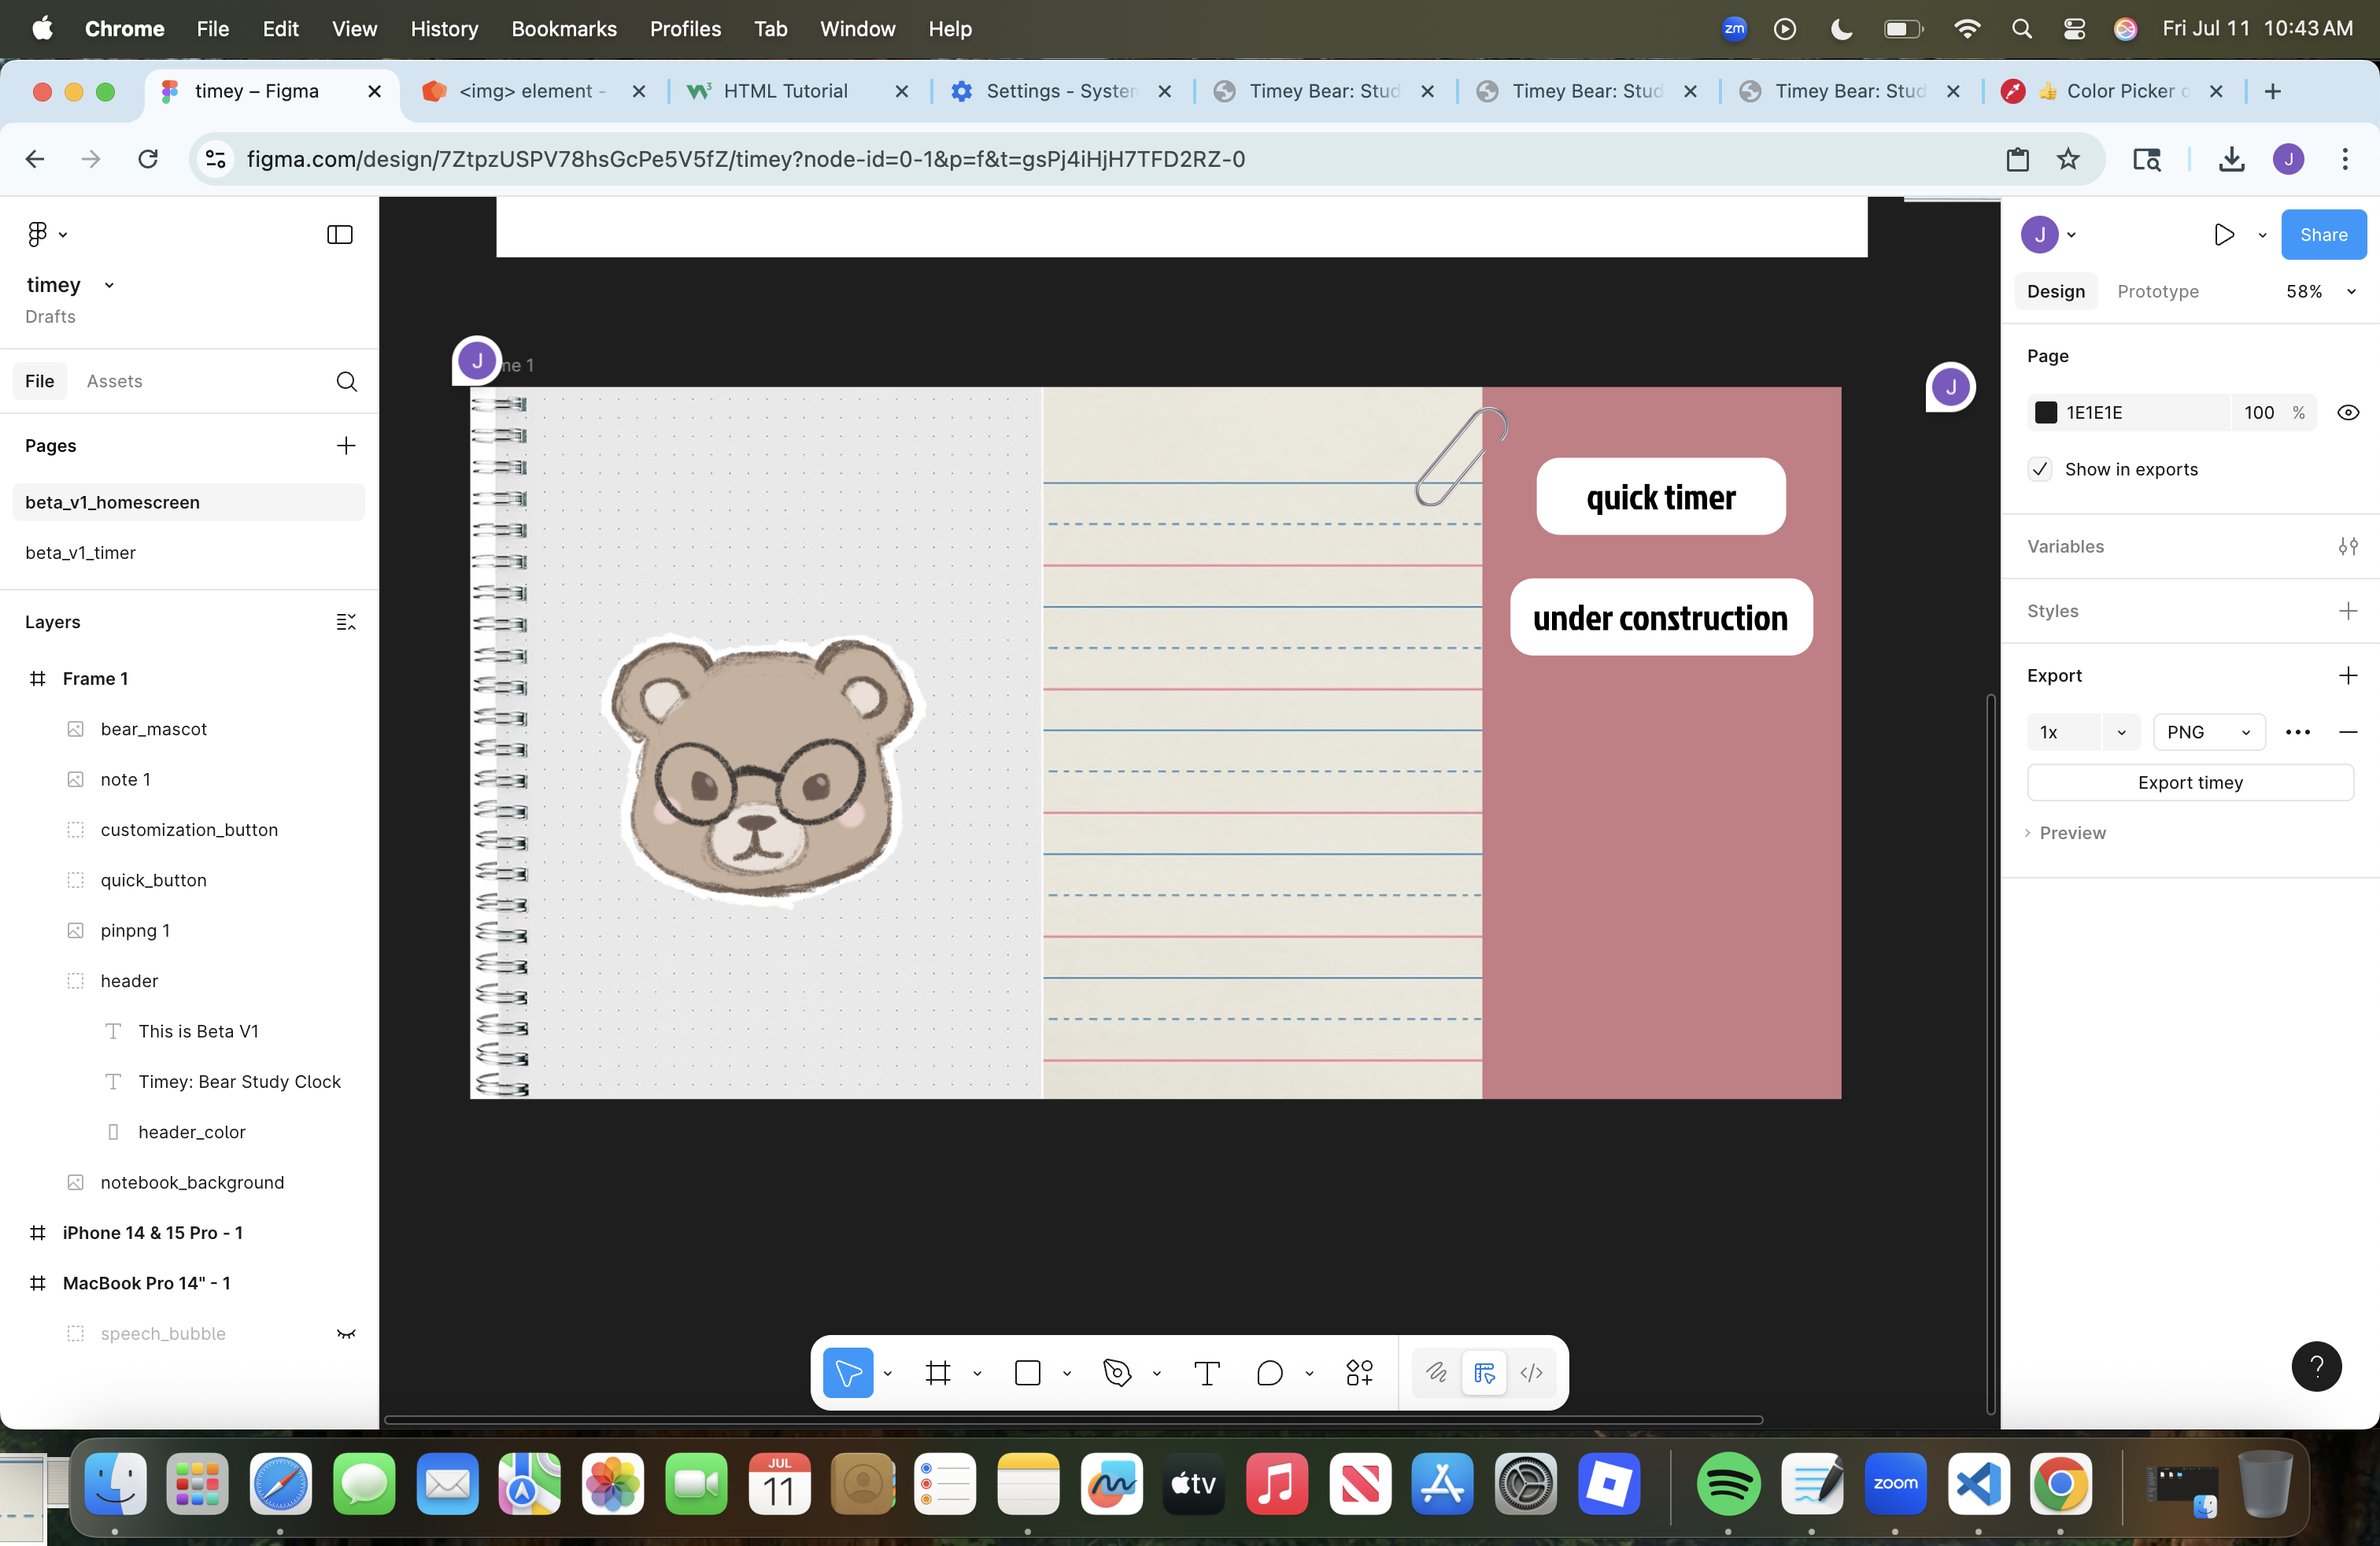 Chrome File Edit View History Bookmarks Profiles Tab Window Help
zm Fri Jul 11 10:43 AM
timey – Figma
<img> element -
HTML Tutorial
Settings - System
Timey Bear: Stud
Timey Bear: Stud
Timey Bear: Stud
👍 Color Picker
figma.com/design/7ZtpzUSPV78hsGcPe5V5fZ/timey?node-id=0-1&p=f&t=gsPj4iHjH7TFD2RZ-0
J
timey
Drafts
File Assets
Pages
beta_v1_homescreen
beta_v1_timer
Layers
Frame 1
bear_mascot
note 1
customization_button
quick_button
pinpng 1
header
This is Beta V1
Timey: Bear Study Clock
header_color
notebook_background
iPhone 14 & 15 Pro - 1
MacBook Pro 14" - 1
speech_bubble
J
me 1
quick timer
under construction
J
J
Share
Design Prototype 58%
Page
1E1E1E 100 %
Show in exports
Variables
Styles
Export
1x PNG
Export timey
Preview
?
JUL
11
tv
zoom